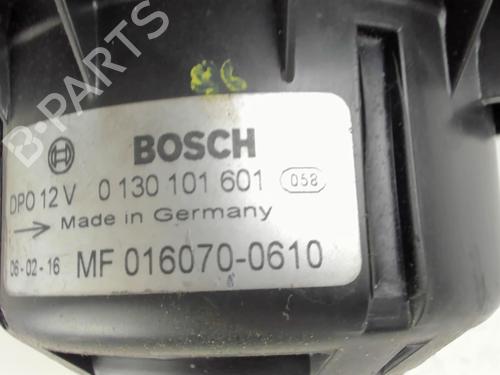 B-PARTS
BOSCH
DPO 12 V 0 130 101 601 058
Made in Germany
06-02-16 MF 016070-0610